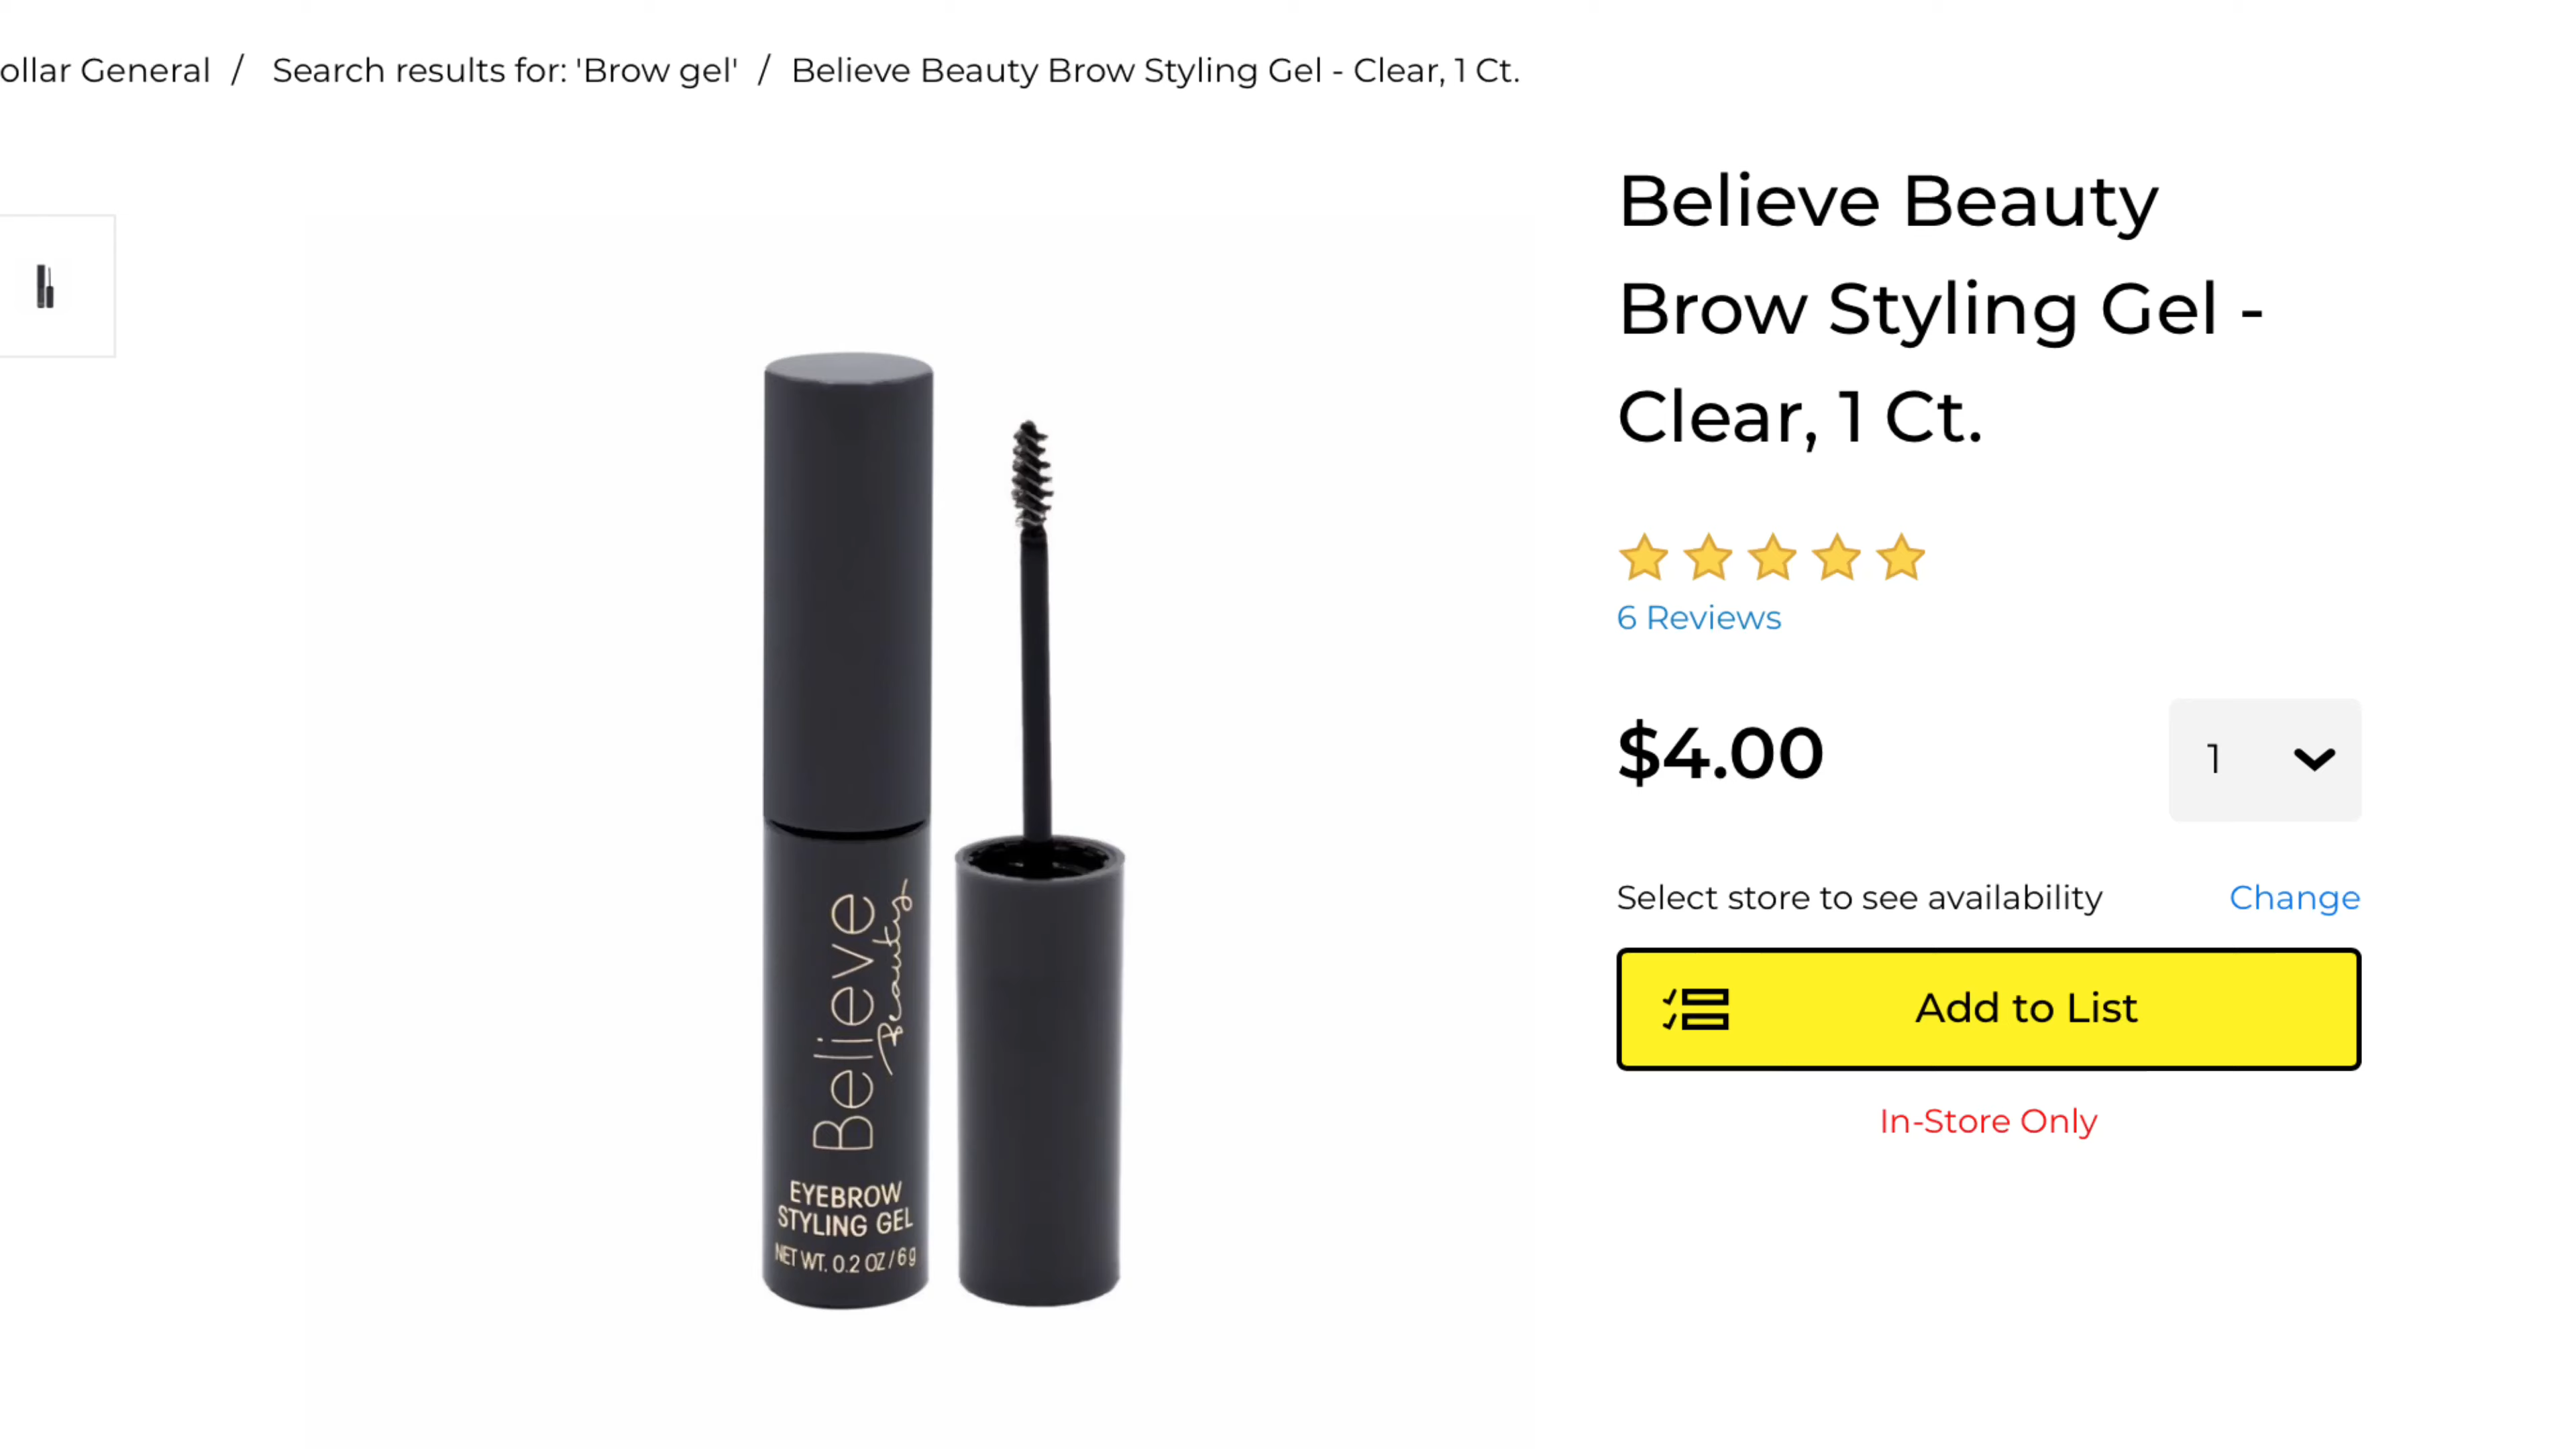 ollar General / Search results for: 'Brow gel' / Believe Beauty Brow Styling Gel - Clear, 1 Ct.
Believe Beauty
Brow Styling Gel -
Clear, 1 Ct.
6 Reviews
$4.00
1
Select store to see availability
Change
Add to List
In-Store Only
Believe
Beauty
EYEBROW
STYLING GEL
NET WT. 0.2 OZ / 6 g